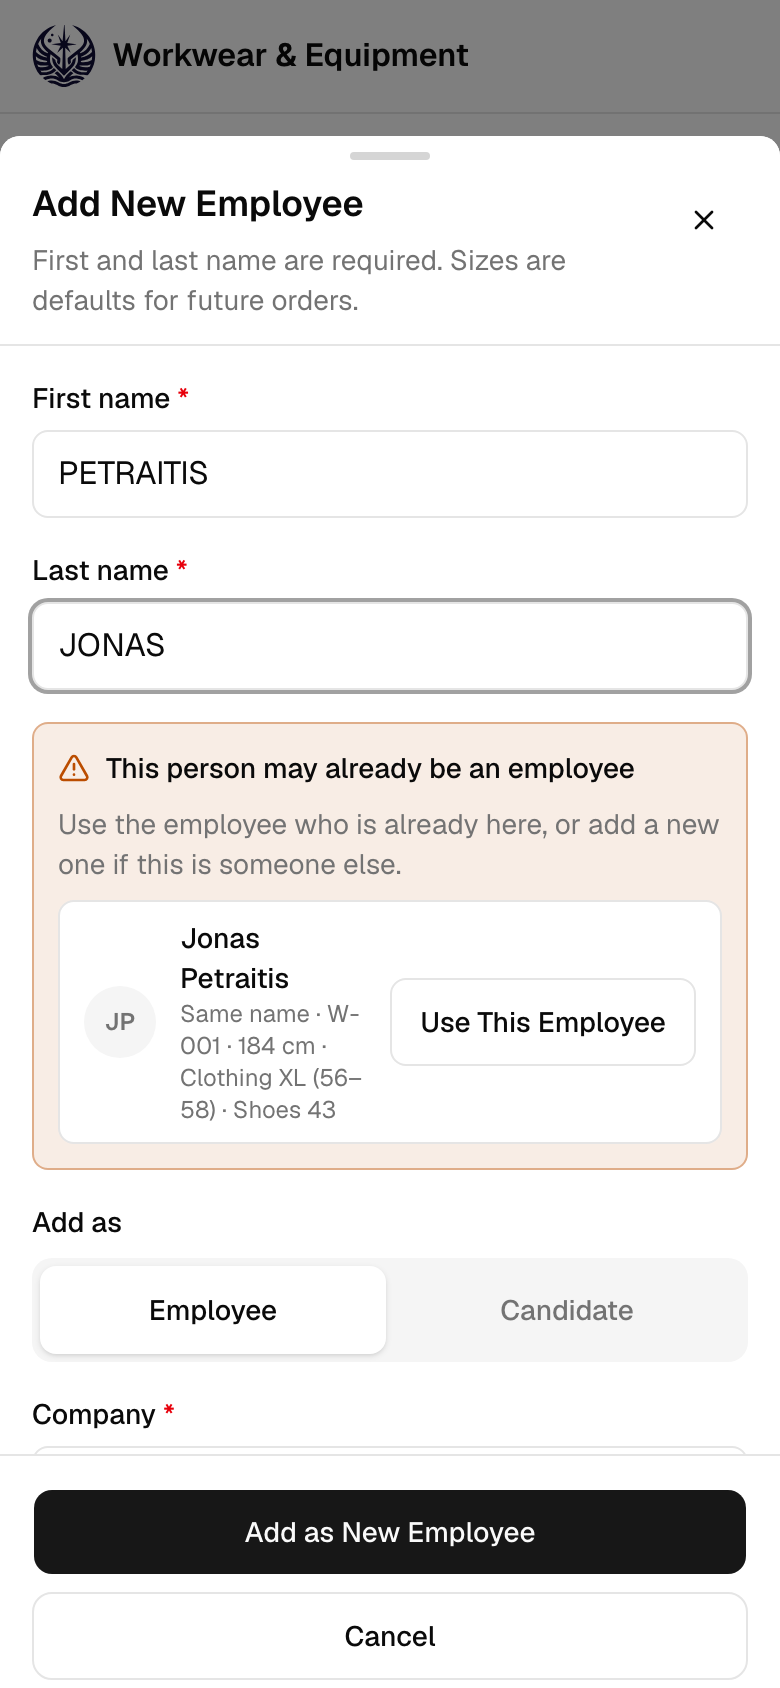 Workwear & Equipment
Add New Employee
First and last name are required. Sizes are
defaults for future orders.
First name *
PETRAITIS
Last name *
JONAS
This person may already be an employee
Use the employee who is already here, or add a new
one if this is someone else.
JP
Jonas
Petraitis
Same name · W-
001 · 184 cm ·
Clothing XL (56–
58) · Shoes 43
Use This Employee
Add as
Employee
Candidate
Company *
Add as New Employee
Cancel